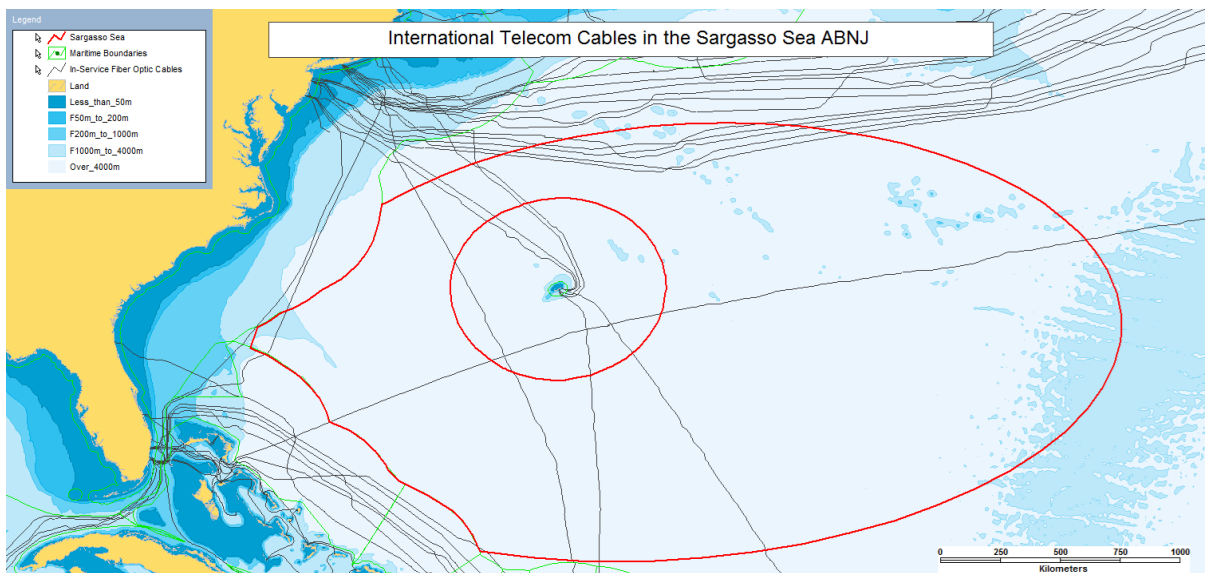 Legend
Sargasso Sea
Maritime Boundaries
In-Service Fiber Optic Cables
Land
Less_than_50m
F50m_to_200m
F200m_to_1000m
F1000m_to_4000m
Over_4000m
International Telecom Cables in the Sargasso Sea ABNJ
0 250 500 750 1000
Kilometers